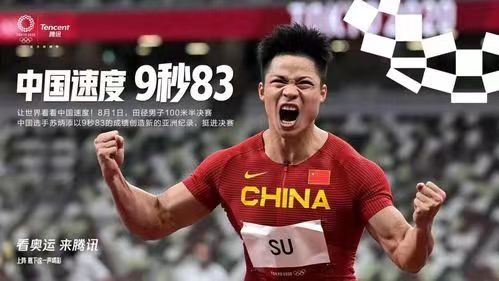 TOKYO 2020
Tencent
腾讯
中国速度 9秒83
让世界看看中国速度!8月1日,田径男子100米半决赛
中国选手苏炳添以9秒83的成绩创造新的亚洲纪录,挺进决赛
CHINA
SU
看奥运 来腾讯